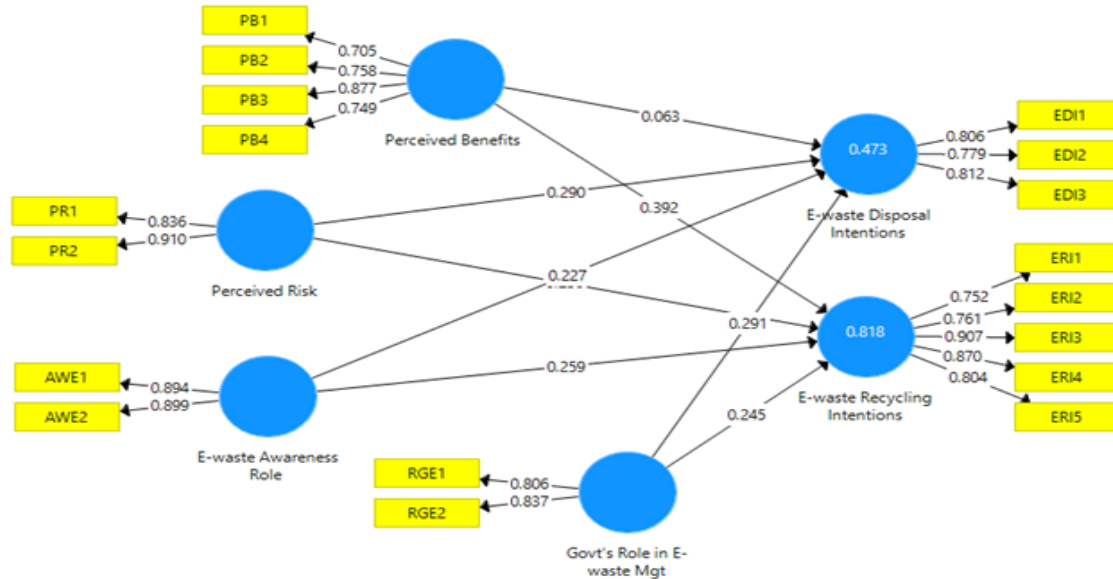 PB1
0.705
PB2
0.758
PB3
0.877
PB4
0.749
Perceived Benefits
0.063
0.392
PR1
0.836
PR2
0.910
Perceived Risk
0.290
AWE1
0.894
AWE2
0.899
E-waste Awareness
Role
0.227
0.259
RGE1
0.806
RGE2
0.837
Govt's Role in E-
waste Mgt
0.291
0.245
0.473
E-waste Disposal
Intentions
0.806
EDI1
0.779
EDI2
0.812
EDI3
0.818
E-waste Recycling
Intentions
0.752
ERI1
0.761
ERI2
0.907
ERI3
0.870
ERI4
0.804
ERI5